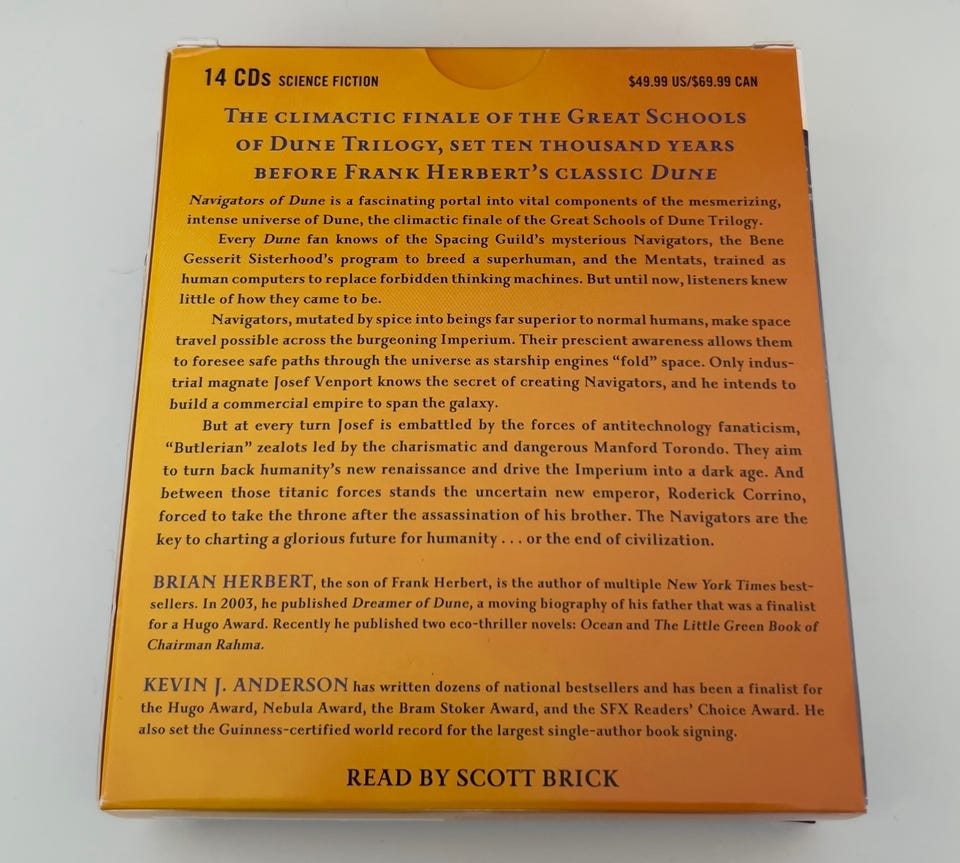 14 CDs SCIENCE FICTION $49.99 US/$69.99 CAN
THE CLIMACTIC FINALE OF THE GREAT SCHOOLS
OF DUNE TRILOGY, SET TEN THOUSAND YEARS
BEFORE FRANK HERBERT'S CLASSIC DUNE
Navigators of Dune is a fascinating portal into vital components of the mesmerizing,
intense universe of Dune, the climactic finale of the Great Schools of Dune Trilogy.
Every Dune fan knows of the Spacing Guild's mysterious Navigators, the Bene
Gesserit Sisterhood's program to breed a superhuman, and the Mentats, trained as
human computers to replace forbidden thinking machines. But until now, listeners knew
little of how they came to be.
Navigators, mutated by spice into beings far superior to normal humans, make space
travel possible across the burgeoning Imperium. Their prescient awareness allows them
to foresee safe paths through the universe as starship engines "fold" space. Only indus-
trial magnate Josef Venport knows the secret of creating Navigators, and he intends to
build a commercial empire to span the galaxy.
But at every turn Josef is embattled by the forces of antitechnology fanaticism,
"Butlerian" zealots led by the charismatic and dangerous Manford Torondo. They aim
to turn back humanity's new renaissance and drive the Imperium into a dark age. And
between those titanic forces stands the uncertain new emperor, Roderick Corrino,
forced to take the throne after the assassination of his brother. The Navigators are the
key to charting a glorious future for humanity . . . or the end of civilization.
BRIAN HERBERT, the son of Frank Herbert, is the author of multiple New York Times best-
sellers. In 2003, he published Dreamer of Dune, a moving biography of his father that was a finalist
for a Hugo Award. Recently he published two eco-thriller novels: Ocean and The Little Green Book of
Chairman Rahma.
KEVIN J. ANDERSON has written dozens of national bestsellers and has been a finalist for
the Hugo Award, Nebula Award, the Bram Stoker Award, and the SFX Readers' Choice Award. He
also set the Guinness-certified world record for the largest single-author book signing.
READ BY SCOTT BRICK